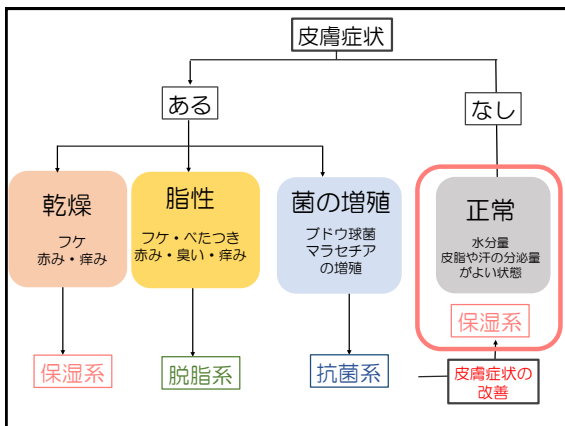 皮膚症状
ある
なし
乾燥
フケ
赤み・痒み
脂性
フケ・べたつき
赤み・臭い・痒み
菌の増殖
ブドウ球菌
マラセチア
の増殖
正常
水分量
皮脂や汗の分泌量
がよい状態
保湿系
脱脂系
抗菌系
保湿系
皮膚症状の
改善